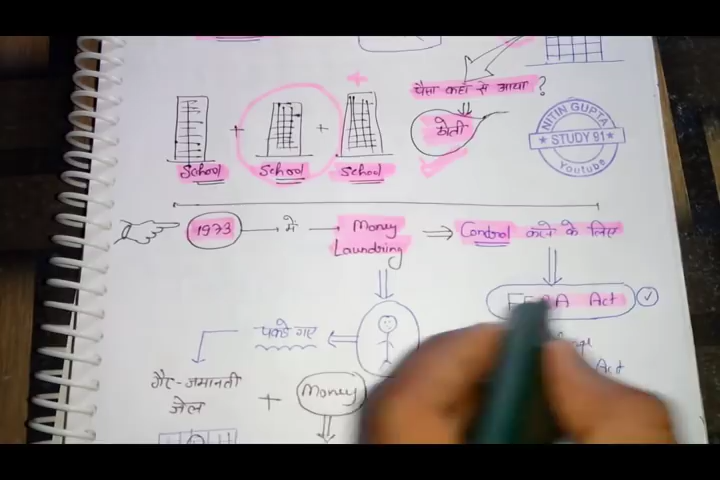 पैसा कहाँ से आया ?
खेती
School + School + School
NITIN GUPTA
STUDY 91
Youtube
1973 में Money Laundring ⇒ Control करने के लिए
Act
पकडे गए
गैर-जमानती
जेल + Money
Act